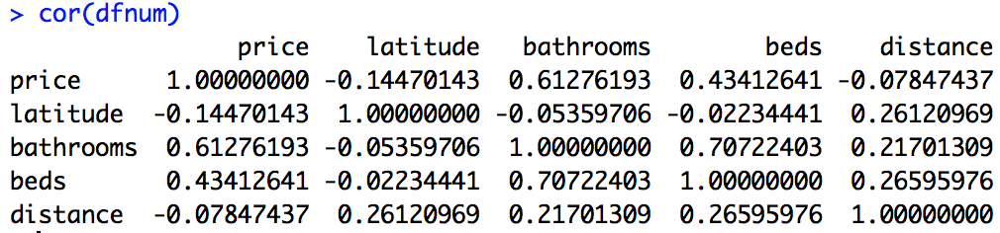 > cor(dfnum)
price latitude bathrooms beds distance
price 1.00000000 -0.14470143 0.61276193 0.43412641 -0.07847437
latitude -0.14470143 1.00000000 -0.05359706 -0.02234441 0.26120969
bathrooms 0.61276193 -0.05359706 1.00000000 0.70722403 0.21701309
beds 0.43412641 -0.02234441 0.70722403 1.00000000 0.26595976
distance -0.07847437 0.26120969 0.21701309 0.26595976 1.00000000